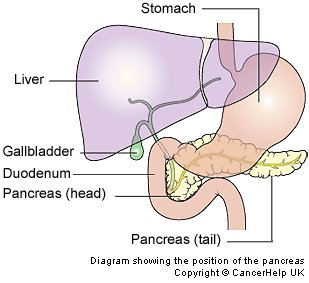 Stomach
Liver
Gallbladder
Duodenum
Pancreas (head)
Pancreas (tail)
Diagram showing the position of the pancreas
Copyright © CancerHelp UK